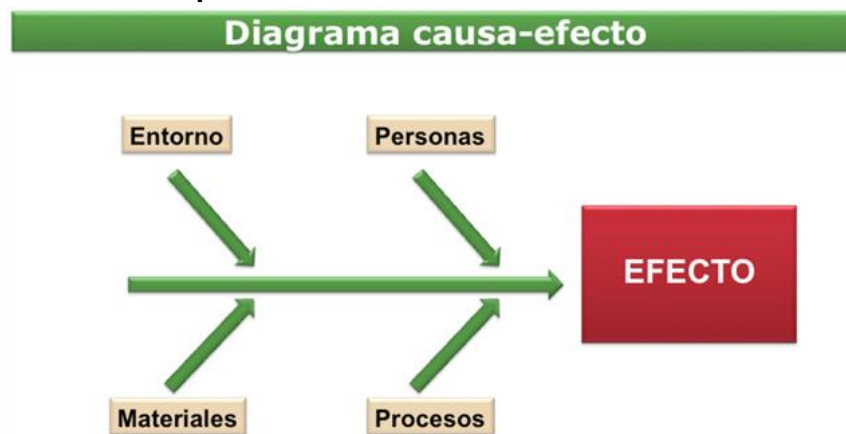 Diagrama causa-efecto
Entorno
Personas
EFECTO
Materiales
Procesos